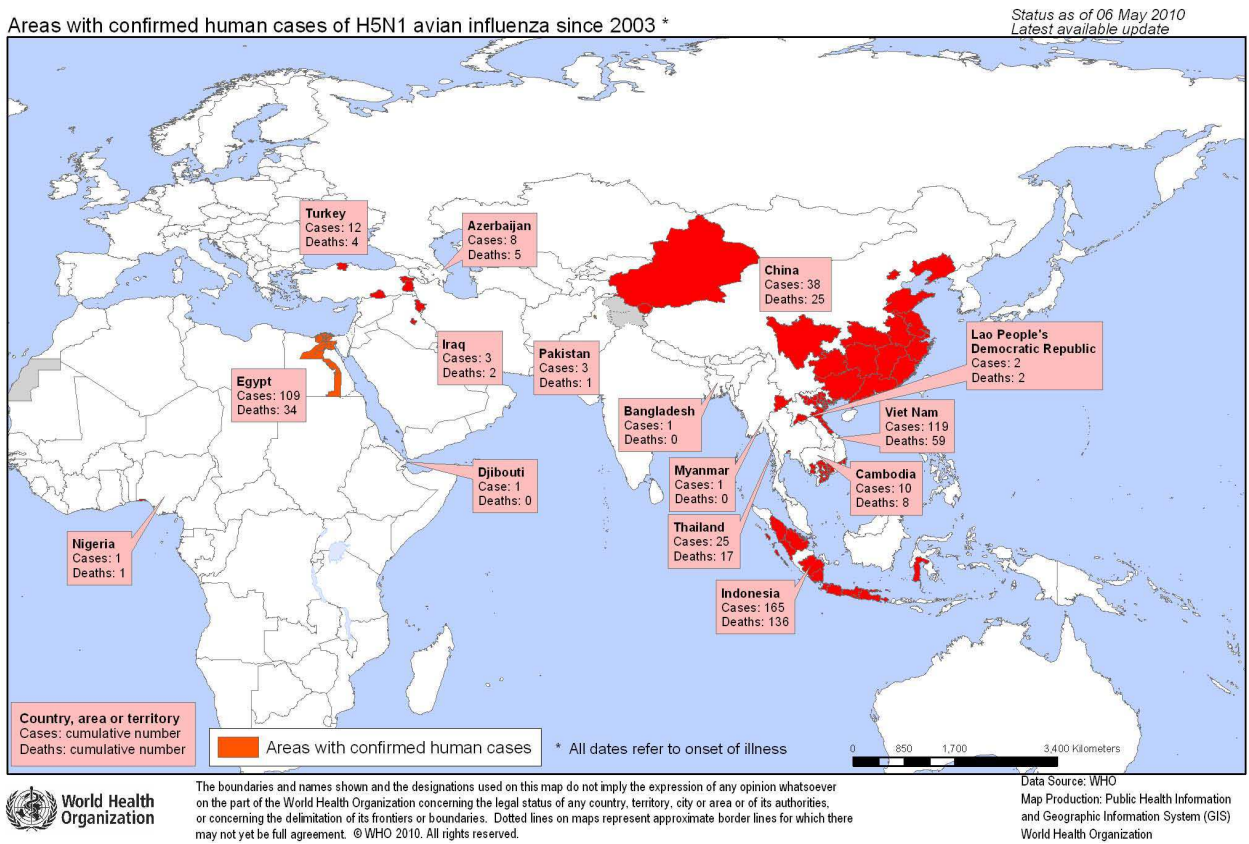 Areas with confirmed human cases of H5N1 avian influenza since 2003 *
Status as of 06 May 2010
Latest available update
Turkey
Cases: 12
Deaths: 4
Azerbaijan
Cases: 8
Deaths: 5
China
Cases: 38
Deaths: 25
Iraq
Cases: 3
Deaths: 2
Pakistan
Cases: 3
Deaths: 1
Lao People's
Democratic Republic
Cases: 2
Deaths: 2
Egypt
Cases: 109
Deaths: 34
Bangladesh
Cases: 1
Deaths: 0
Viet Nam
Cases: 119
Deaths: 59
Djibouti
Case: 1
Deaths: 0
Myanmar
Cases: 1
Deaths: 0
Cambodia
Cases: 10
Deaths: 8
Nigeria
Cases: 1
Deaths: 1
Thailand
Cases: 25
Deaths: 17
Indonesia
Cases: 165
Deaths: 136
Country, area or territory
Cases: cumulative number
Deaths: cumulative number
Areas with confirmed human cases
* All dates refer to onset of illness
0 850 1,700 3,400 Kilometers
World Health
Organization
The boundaries and names shown and the designations used on this map do not imply the expression of any opinion whatsoever
on the part of the World Health Organization concerning the legal status of any country, territory, city or area or of its authorities,
or concerning the delimitation of its frontiers or boundaries. Dotted lines on maps represent approximate border lines for which there
may not yet be full agreement. © WHO 2010. All rights reserved.
Data Source: WHO
Map Production: Public Health Information
and Geographic Information System (GIS)
World Health Organization